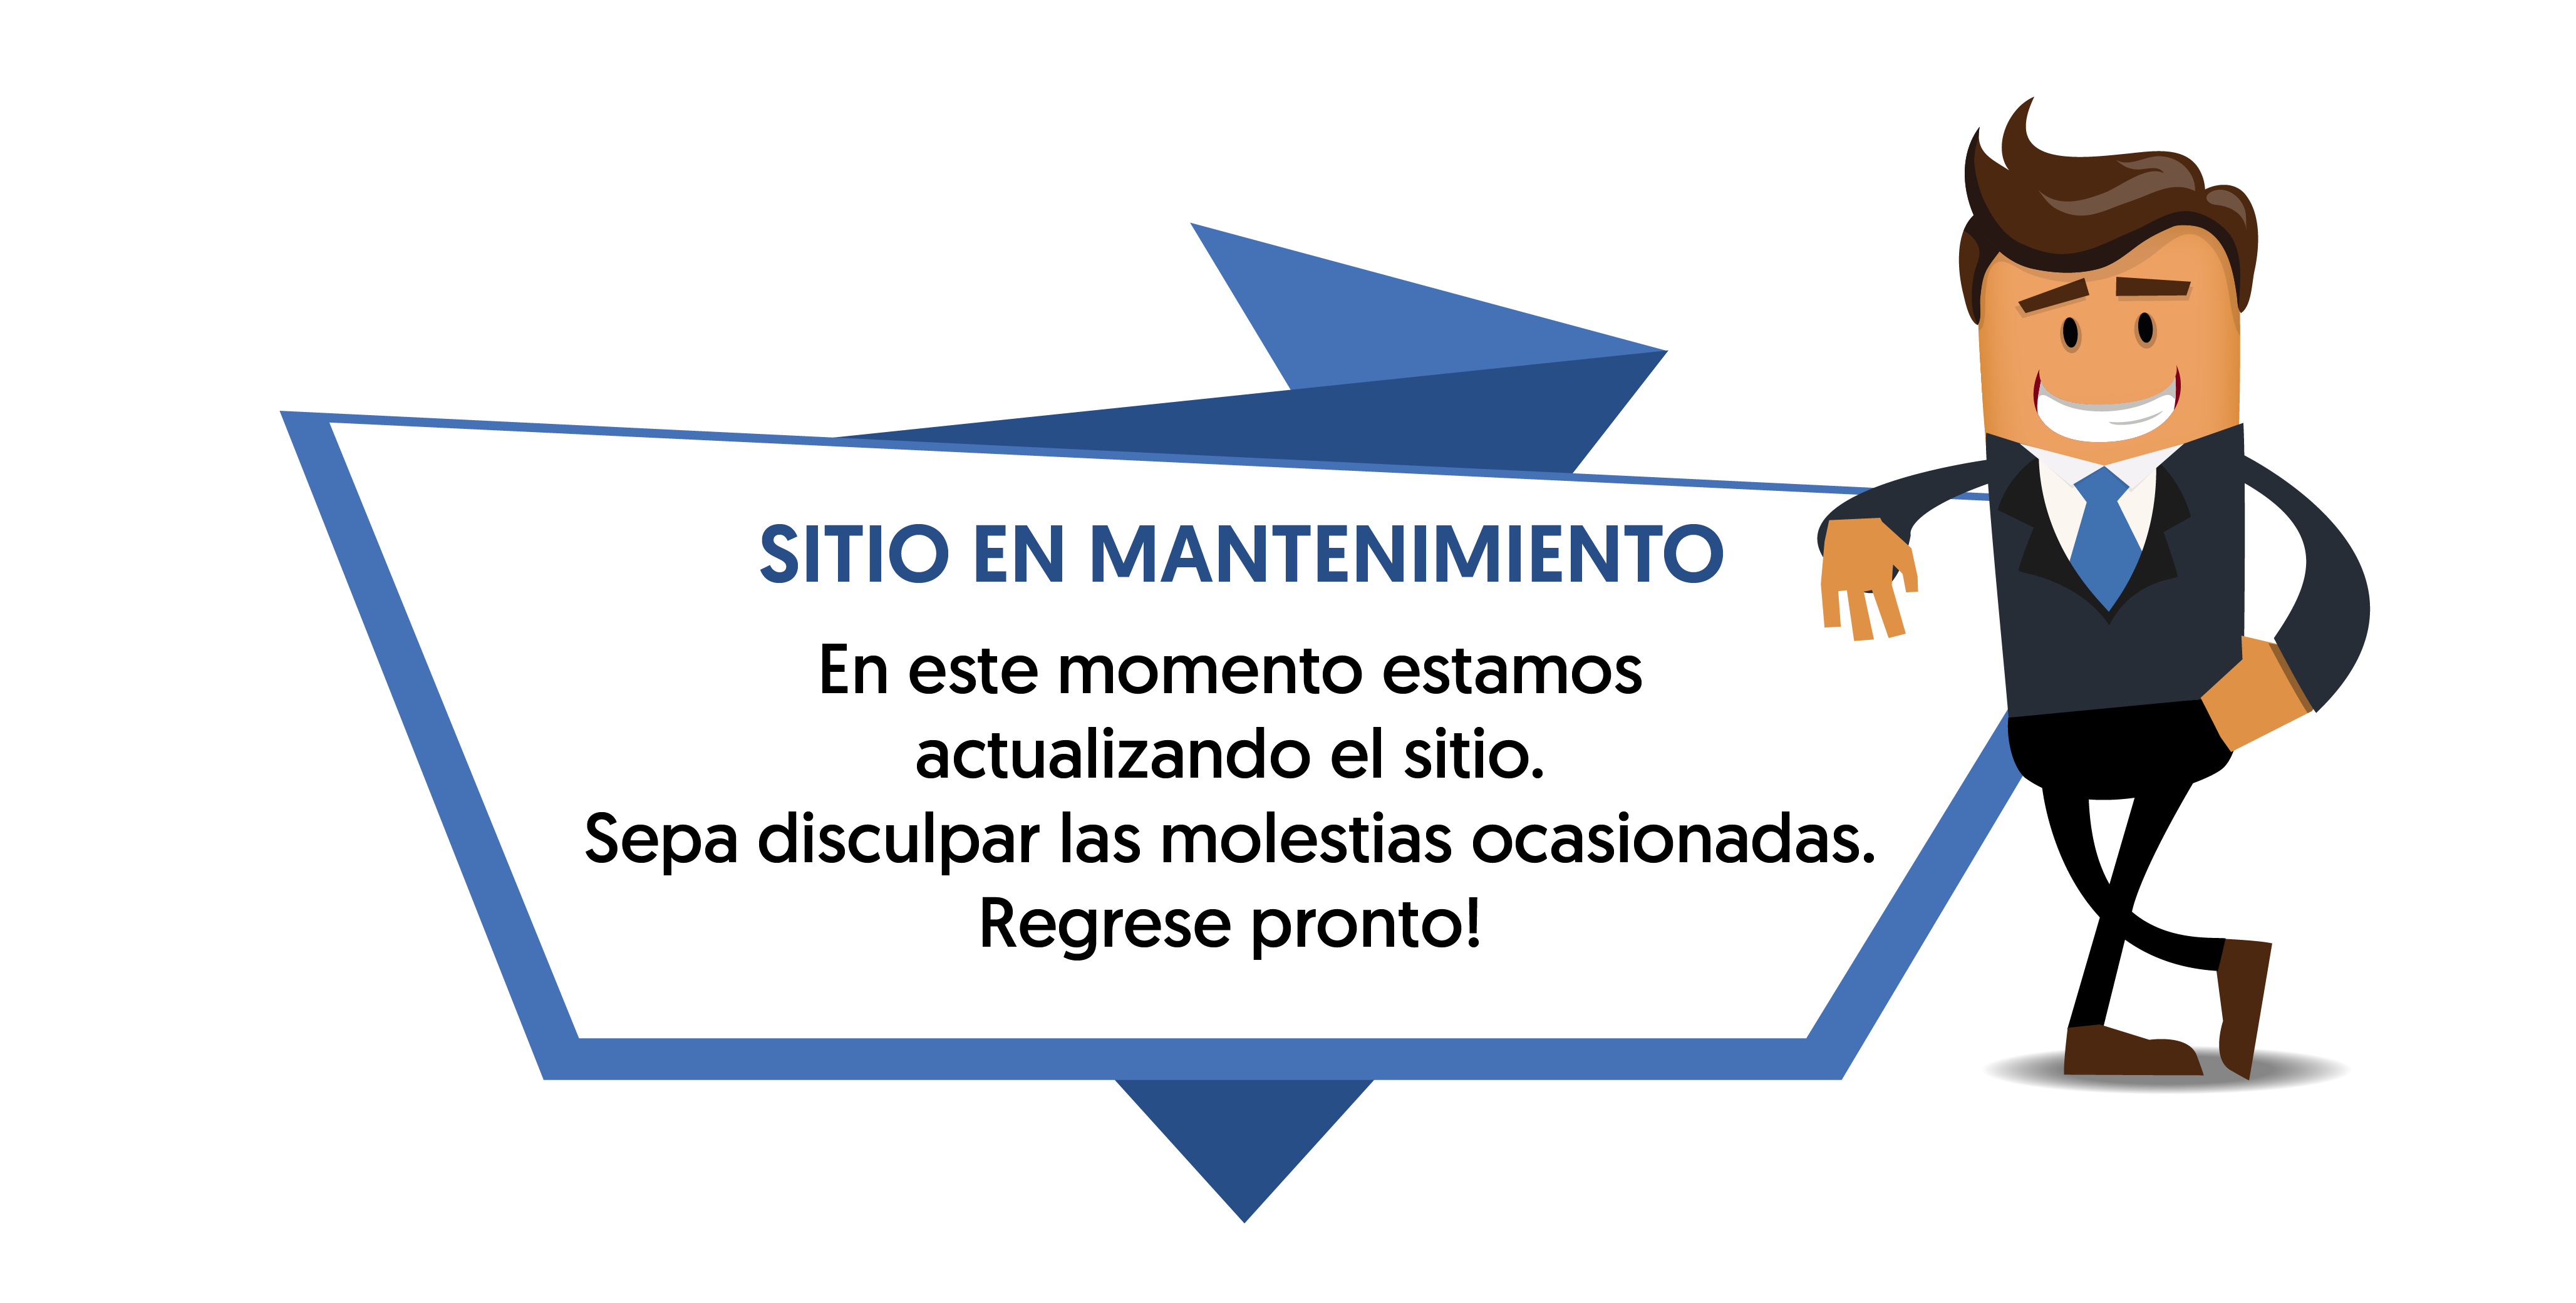 SITIO EN MANTENIMIENTO
En este momento estamos
actualizando el sitio.
Sepa disculpar las molestias ocasionadas.
Regrese pronto!